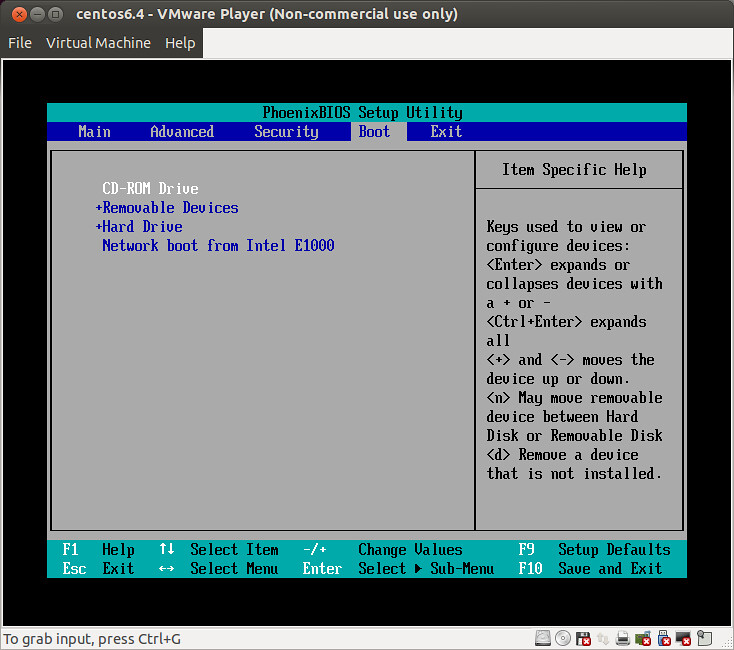 centos6.4 - VMware Player (Non-commercial use only)
File Virtual Machine Help
PhoenixBIOS Setup Utility
Main Advanced Security Boot Exit
CD-ROM Drive
+Removable Devices
+Hard Drive
Network boot from Intel E1000
Item Specific Help
Keys used to view or
configure devices:
<Enter> expands or
collapses devices with
a + or -
<Ctrl+Enter> expands
all
<+> and <-> moves the
device up or down.
<n> May move removable
device between Hard
Disk or Removable Disk
<d> Remove a device
that is not installed.
F1 Help ↑↓ Select Item -/+ Change Values F9 Setup Defaults
Esc Exit ↔ Select Menu Enter Select ▶ Sub-Menu F10 Save and Exit
To grab input, press Ctrl+G